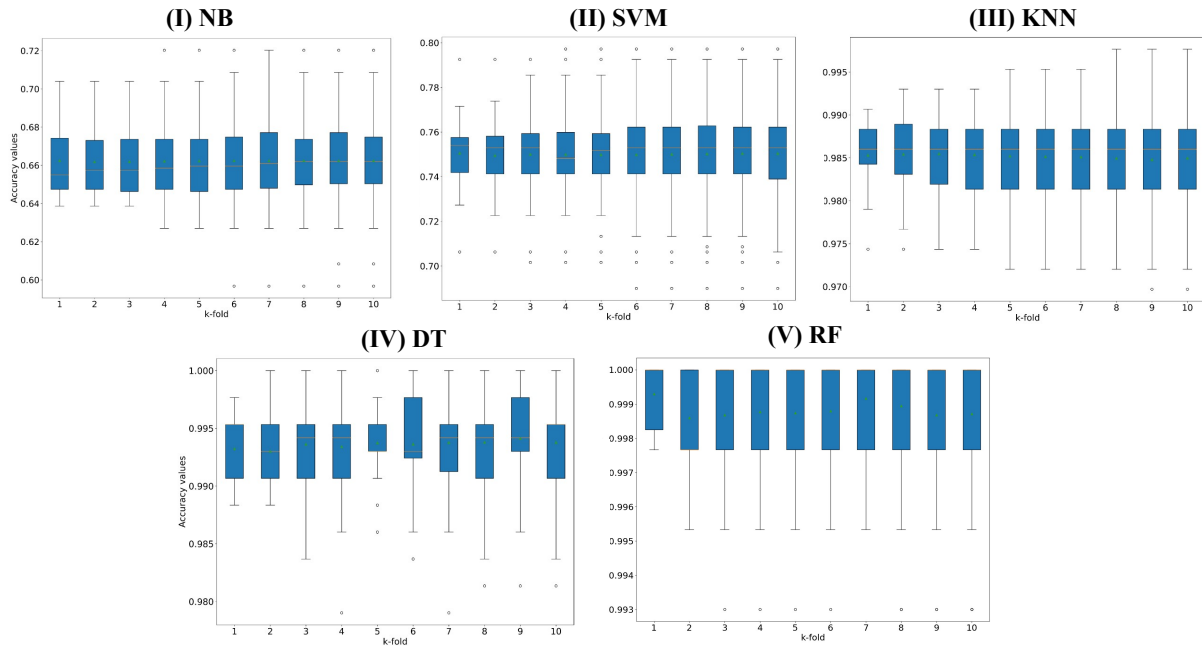 (I) NB
(II) SVM
(III) KNN
0.72
0.70
0.68
0.66
0.64
0.62
0.60
Accuracy values
1 2 3 4 5 6 7 8 9 10
k-fold
0.80
0.78
0.76
0.74
0.72
0.70
1 2 3 4 5 6 7 8 9 10
k-fold
0.995
0.990
0.985
0.980
0.975
0.970
1 2 3 4 5 6 7 8 9 10
k-fold
(IV) DT
(V) RF
1.000
0.995
0.990
0.985
0.980
Accuracy values
1 2 3 4 5 6 7 8 9 10
k-fold
1.000
0.999
0.998
0.997
0.996
0.995
0.994
0.993
1 2 3 4 5 6 7 8 9 10
k-fold